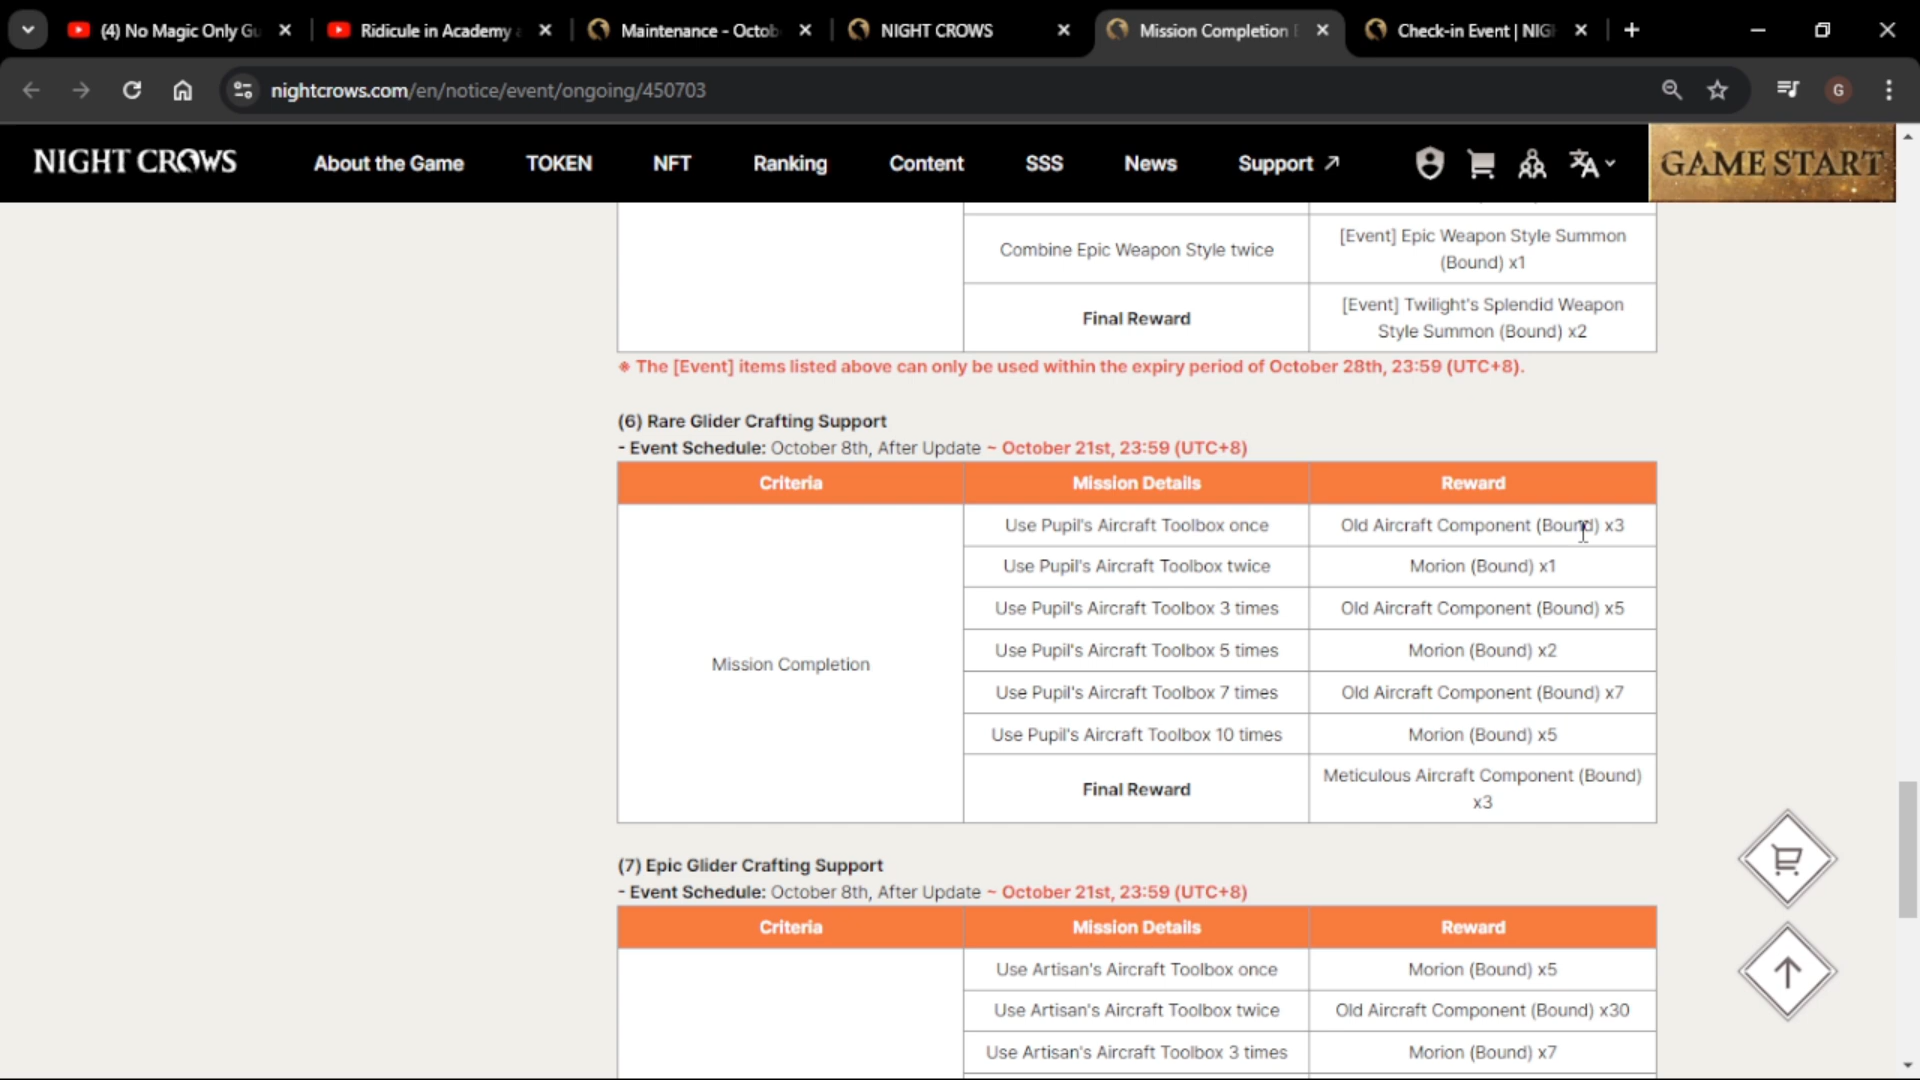 (4) No Magic Only Gu
Ridicule in Academy a
Maintenance - Octob
NIGHT CROWS
Mission Completion E
Check-in Event | NIG
nightcrows.com/en/notice/event/ongoing/450703
G
NIGHT CROWS
About the Game
TOKEN
NFT
Ranking
Content
SSS
News
Support ↗
GAME START
Combine Epic Weapon Style twice
[Event] Epic Weapon Style Summon
(Bound) x1
Final Reward
[Event] Twilight's Splendid Weapon
Style Summon (Bound) x2
※ The [Event] items listed above can only be used within the expiry period of October 28th, 23:59 (UTC+8).
(6) Rare Glider Crafting Support
- Event Schedule: October 8th, After Update ~ October 21st, 23:59 (UTC+8)
Criteria
Mission Details
Reward
Use Pupil's Aircraft Toolbox once
Old Aircraft Component (Bound) x3
Use Pupil's Aircraft Toolbox twice
Morion (Bound) x1
Use Pupil's Aircraft Toolbox 3 times
Old Aircraft Component (Bound) x5
Mission Completion
Use Pupil's Aircraft Toolbox 5 times
Morion (Bound) x2
Use Pupil's Aircraft Toolbox 7 times
Old Aircraft Component (Bound) x7
Use Pupil's Aircraft Toolbox 10 times
Morion (Bound) x5
Final Reward
Meticulous Aircraft Component (Bound)
x3
(7) Epic Glider Crafting Support
- Event Schedule: October 8th, After Update ~ October 21st, 23:59 (UTC+8)
Criteria
Mission Details
Reward
Use Artisan's Aircraft Toolbox once
Morion (Bound) x5
Use Artisan's Aircraft Toolbox twice
Old Aircraft Component (Bound) x30
Use Artisan's Aircraft Toolbox 3 times
Morion (Bound) x7